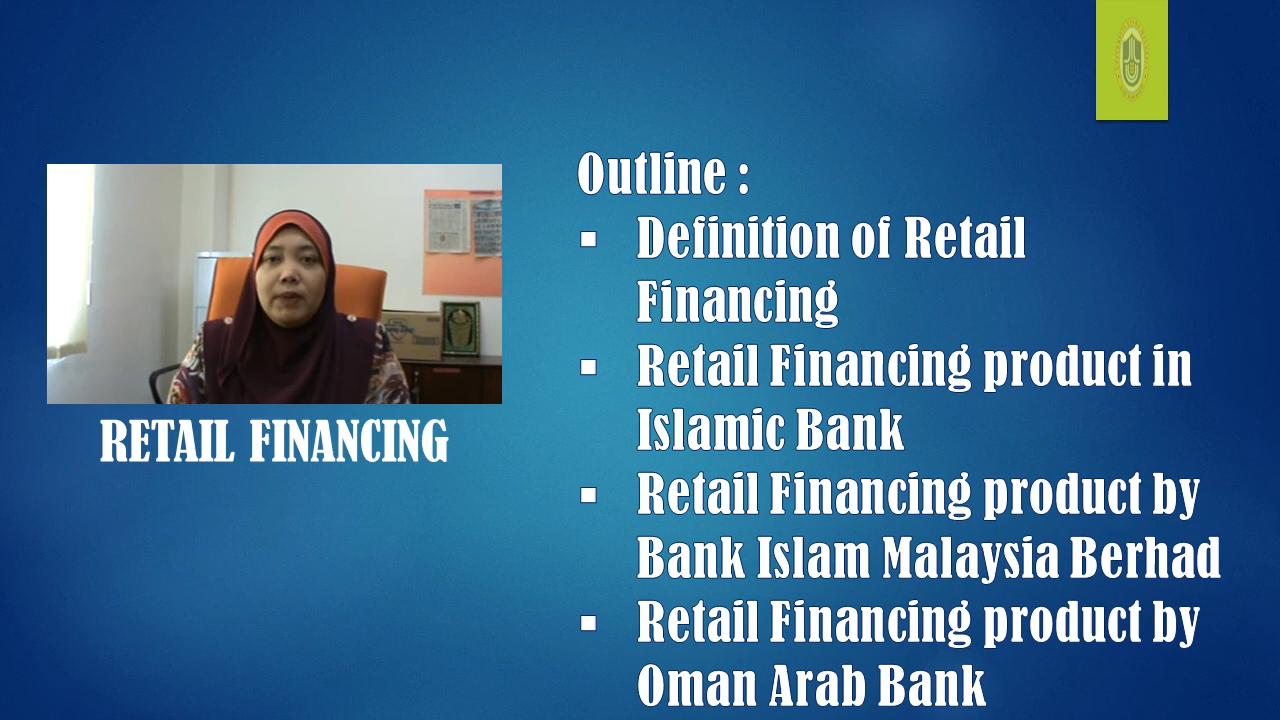 Outline :
▪ Definition of Retail
Financing
▪ Retail Financing product in
Islamic Bank
▪ Retail Financing product by
Bank Islam Malaysia Berhad
▪ Retail Financing product by
Oman Arab Bank
RETAIL FINANCING